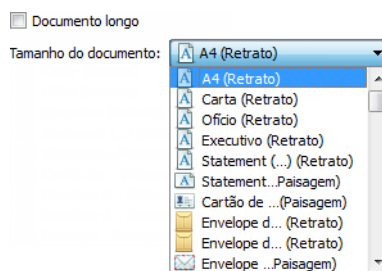 Documento longo
Tamanho do documento: A4 (Retrato)
A4 (Retrato)
Carta (Retrato)
Ofício (Retrato)
Executivo (Retrato)
Statement (...) (Retrato)
Statement...Paisagem)
Cartão de ...(Paisagem)
Envelope d... (Retrato)
Envelope d... (Retrato)
Envelope ...Paisagem)